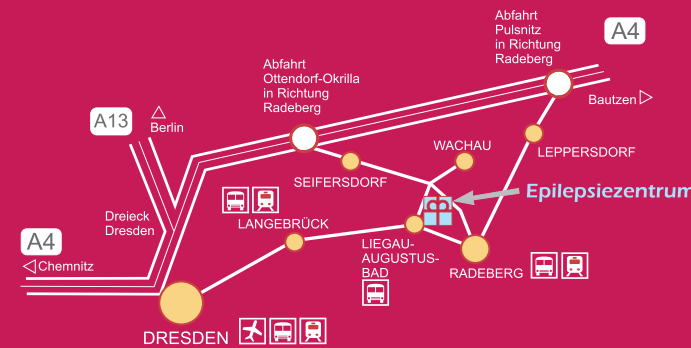 Abfahrt
Pulsnitz
in Richtung
Radeberg
A4
Abfahrt
Ottendorf-Okrilla
in Richtung
Radeberg
Bautzen
A13
Berlin
WACHAU
LEPPERSDORF
SEIFERSDORF
Epilepsiezentrum
Dreieck
Dresden
LANGEBRÜCK
A4
Chemnitz
LIEGAU-
AUGUSTUS-
BAD
RADEBERG
DRESDEN